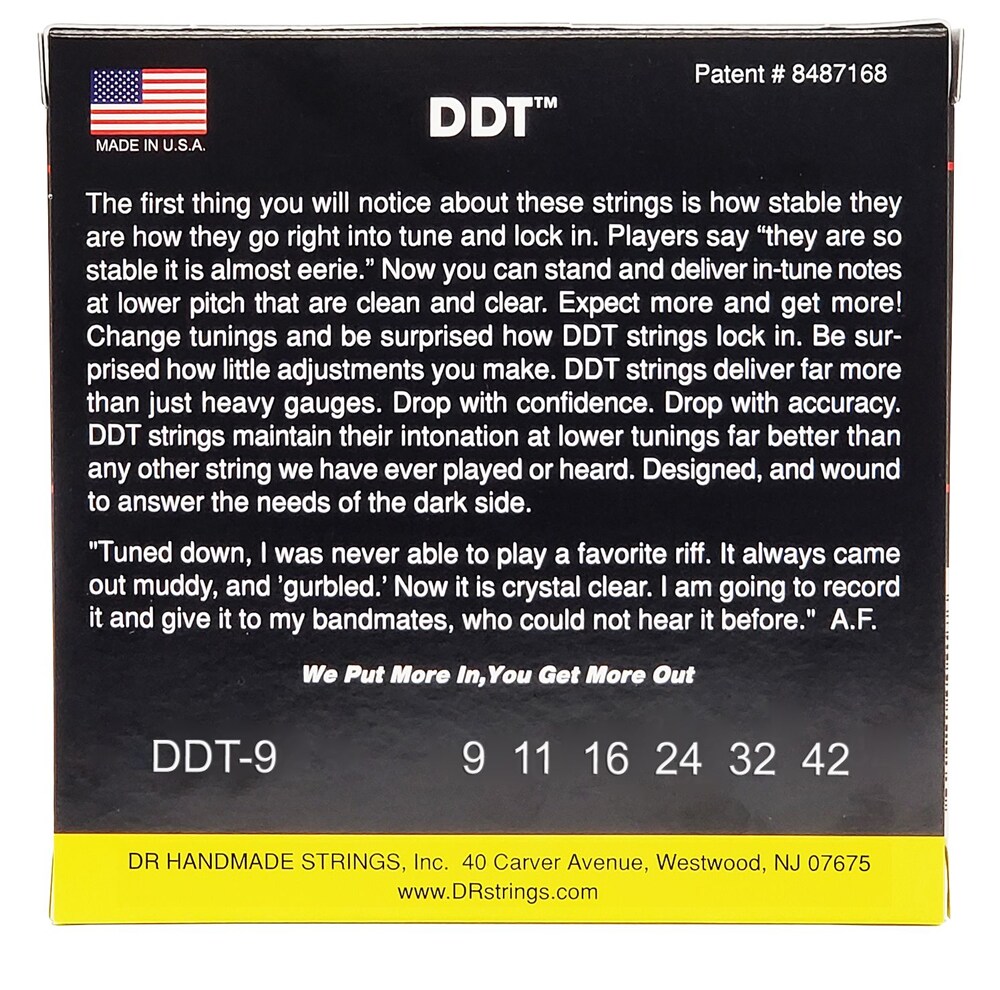 Patent # 8487168
DDT™
MADE IN U.S.A.
The first thing you will notice about these strings is how stable they
are how they go right into tune and lock in. Players say “they are so
stable it is almost eerie.” Now you can stand and deliver in-tune notes
at lower pitch that are clean and clear. Expect more and get more!
Change tunings and be surprised how DDT strings lock in. Be sur-
prised how little adjustments you make. DDT strings deliver far more
than just heavy gauges. Drop with confidence. Drop with accuracy.
DDT strings maintain their intonation at lower tunings far better than
any other string we have ever played or heard. Designed, and wound
to answer the needs of the dark side.
"Tuned down, I was never able to play a favorite riff. It always came
out muddy, and 'gurbled.' Now it is crystal clear. I am going to record
it and give it to my bandmates, who could not hear it before."  A.F.
We Put More In,You Get More Out
DDT-9 9 11 16 24 32 42
DR HANDMADE STRINGS, Inc. 40 Carver Avenue, Westwood, NJ 07675
www.DRstrings.com